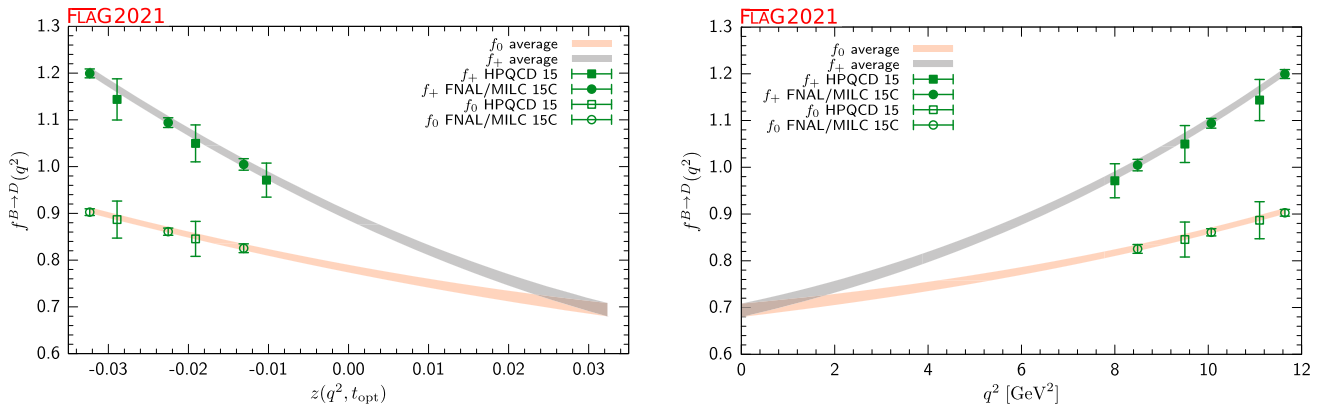 FLAG2021
1.3
1.2
1.1
1.0
0.9
0.8
0.7
0.6
f^{B→D}(q²)
f₀ average
f₊ average
f₊ HPQCD 15
f₊ FNAL/MILC 15C
f₀ HPQCD 15
f₀ FNAL/MILC 15C
-0.03 -0.02 -0.01 0.00 0.01 0.02 0.03
z(q², t_opt)
FLAG2021
1.3
1.2
1.1
1.0
0.9
0.8
0.7
0.6
f^{B→D}(q²)
f₀ average
f₊ average
f₊ HPQCD 15
f₊ FNAL/MILC 15C
f₀ HPQCD 15
f₀ FNAL/MILC 15C
0 2 4 6 8 10 12
q² [GeV²]